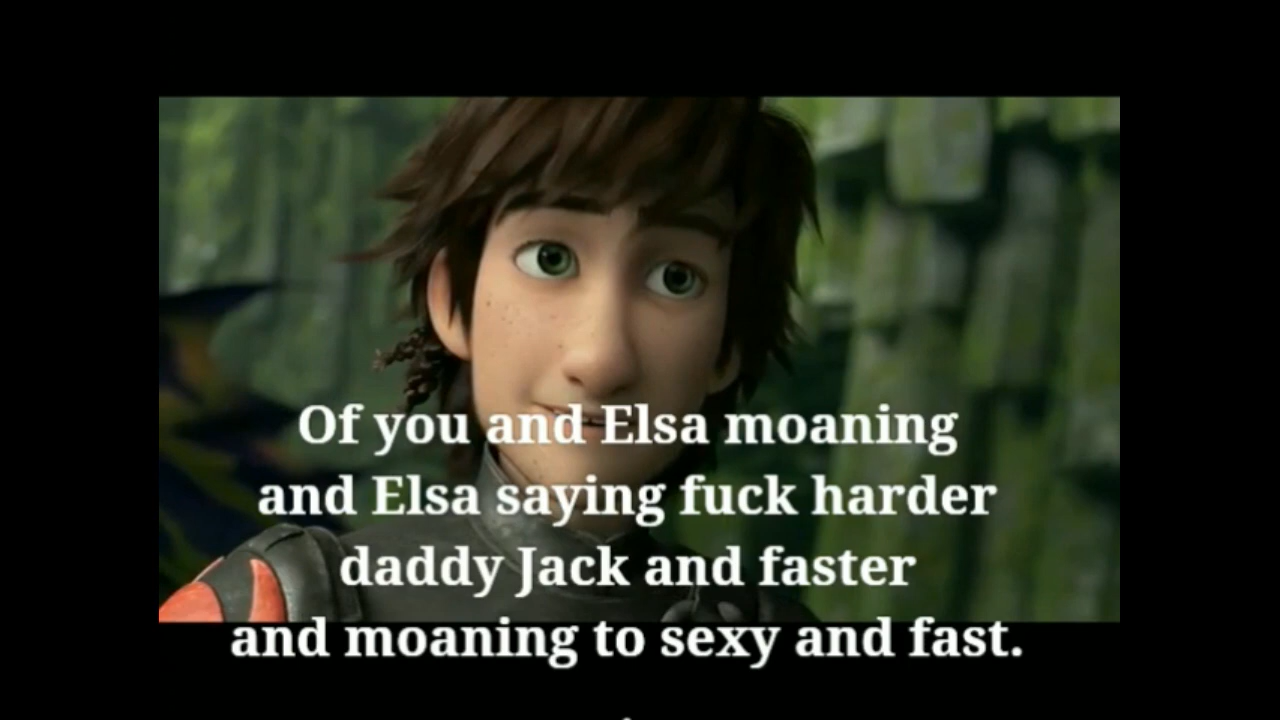 Of you and Elsa moaning
and Elsa saying fuck harder
daddy Jack and faster
and moaning to sexy and fast.